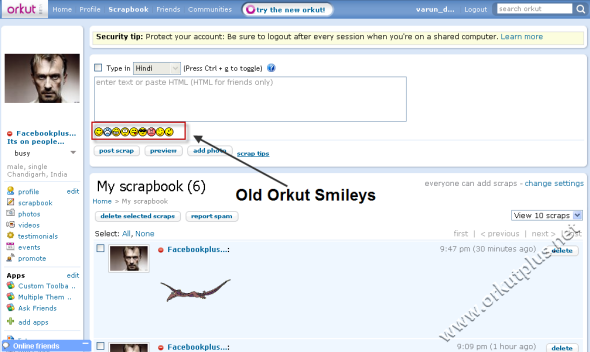 orkut Home Profile Scrapbook Friends Communities try the new orkut! varun_d... Logout search orkut
Security tip: Protect your account: Be sure to logout after every session when you're on a shared computer. Learn more
Type in Hindi (Press Ctrl + g to toggle) ?
enter text or paste HTML (HTML for friends only)
post scrap preview add photo scrap tips
Old Orkut Smileys
Facebookplus...
Its on people...
busy
male, single
Chandigarh, India
profile edit
scrapbook
photos
videos
testimonials
events
promote
Apps edit
Custom Toolba ..
Multiple Them ..
Ask Friends
add apps
Online friends
My scrapbook (6)
everyone can add scraps - change settings
Home > My scrapbook
delete selected scraps report spam View 10 scraps
Select: All, None first | < previous | next > | last
Facebookplus...: 9:47 pm (30 minutes ago) delete
Facebookplus...: 9:09 pm (1 hour ago) delete
www.orkutplus.net